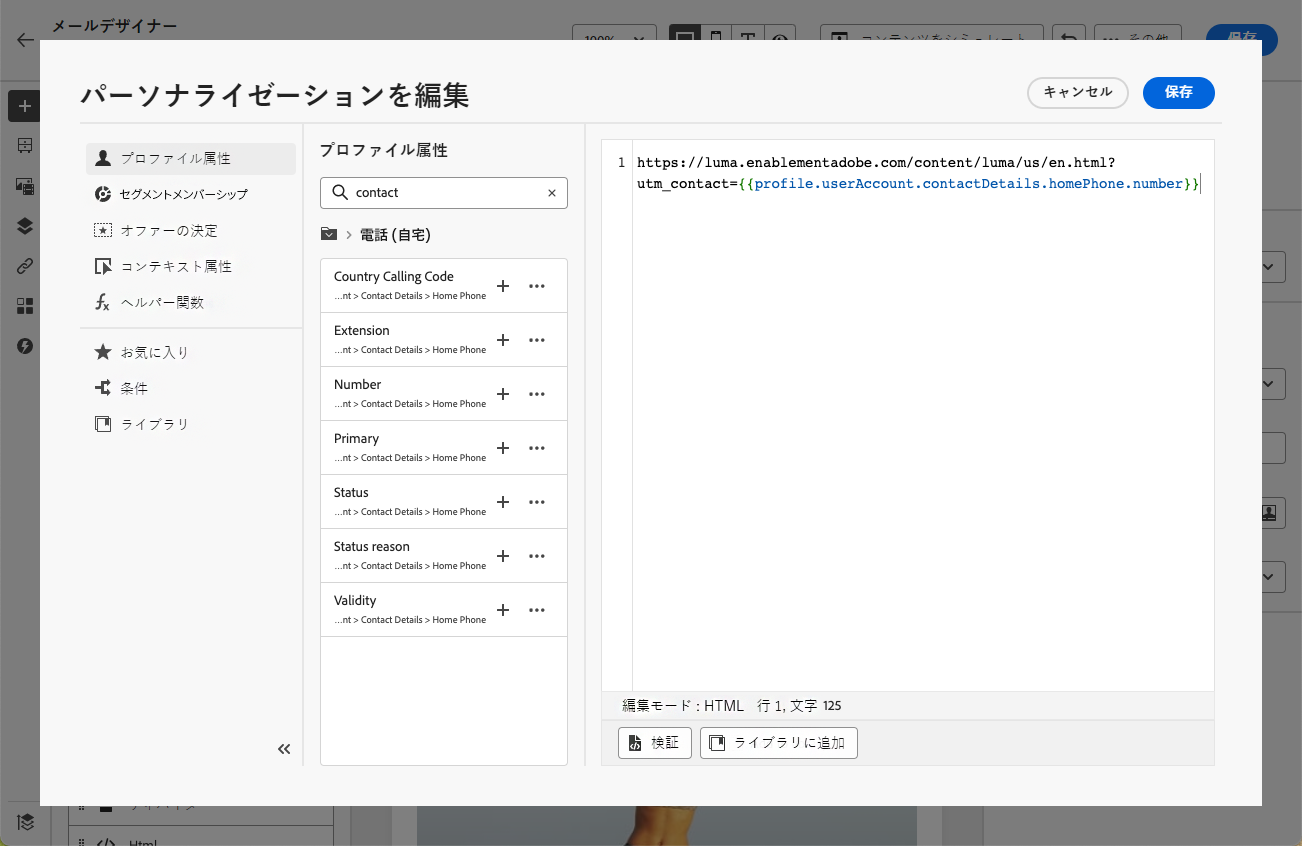 メールデザイナー
100%
コンテンツをシミュレート
その他
保存
パーソナライゼーションを編集
キャンセル
保存
プロファイル属性
セグメントメンバーシップ
オファーの決定
コンテキスト属性
ヘルパー関数
お気に入り
条件
ライブラリ
プロファイル属性
contact
電話 (自宅)
Country Calling Code
...nt > Contact Details > Home Phone
Extension
...nt > Contact Details > Home Phone
Number
...nt > Contact Details > Home Phone
Primary
...nt > Contact Details > Home Phone
Status
...nt > Contact Details > Home Phone
Status reason
...nt > Contact Details > Home Phone
Validity
...nt > Contact Details > Home Phone
1 https://luma.enablementadobe.com/content/luma/us/en.html?
utm_contact={{profile.userAccount.contactDetails.homePhone.number}}
編集モード : HTML 行 1, 文字 125
検証
ライブラリに追加
Html